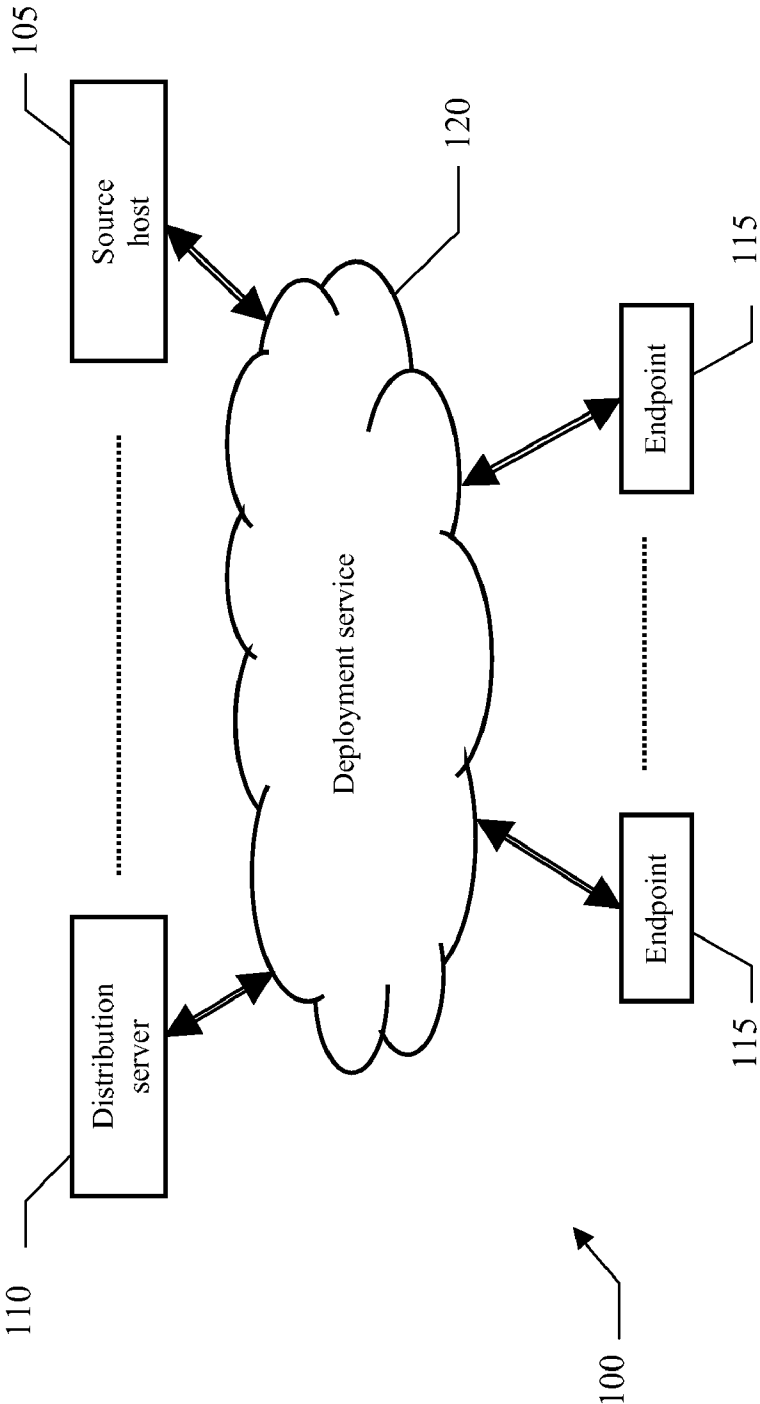 110
Distribution
server
Source
host
105
Deployment service
120
Endpoint
115
Endpoint
115
100